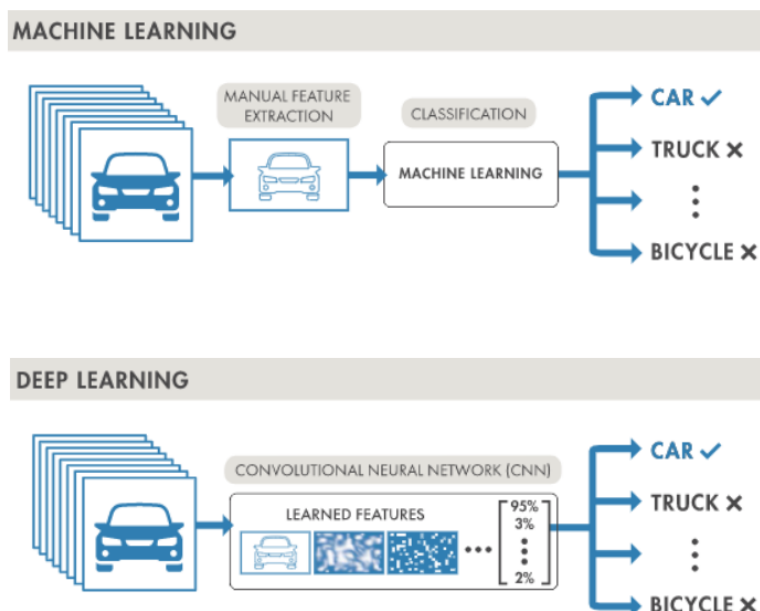 MACHINE LEARNING
MANUAL FEATURE
EXTRACTION
CLASSIFICATION
MACHINE LEARNING
CAR
TRUCK
BICYCLE
DEEP LEARNING
CONVOLUTIONAL NEURAL NETWORK (CNN)
LEARNED FEATURES
95%
3%
2%
CAR
TRUCK
BICYCLE